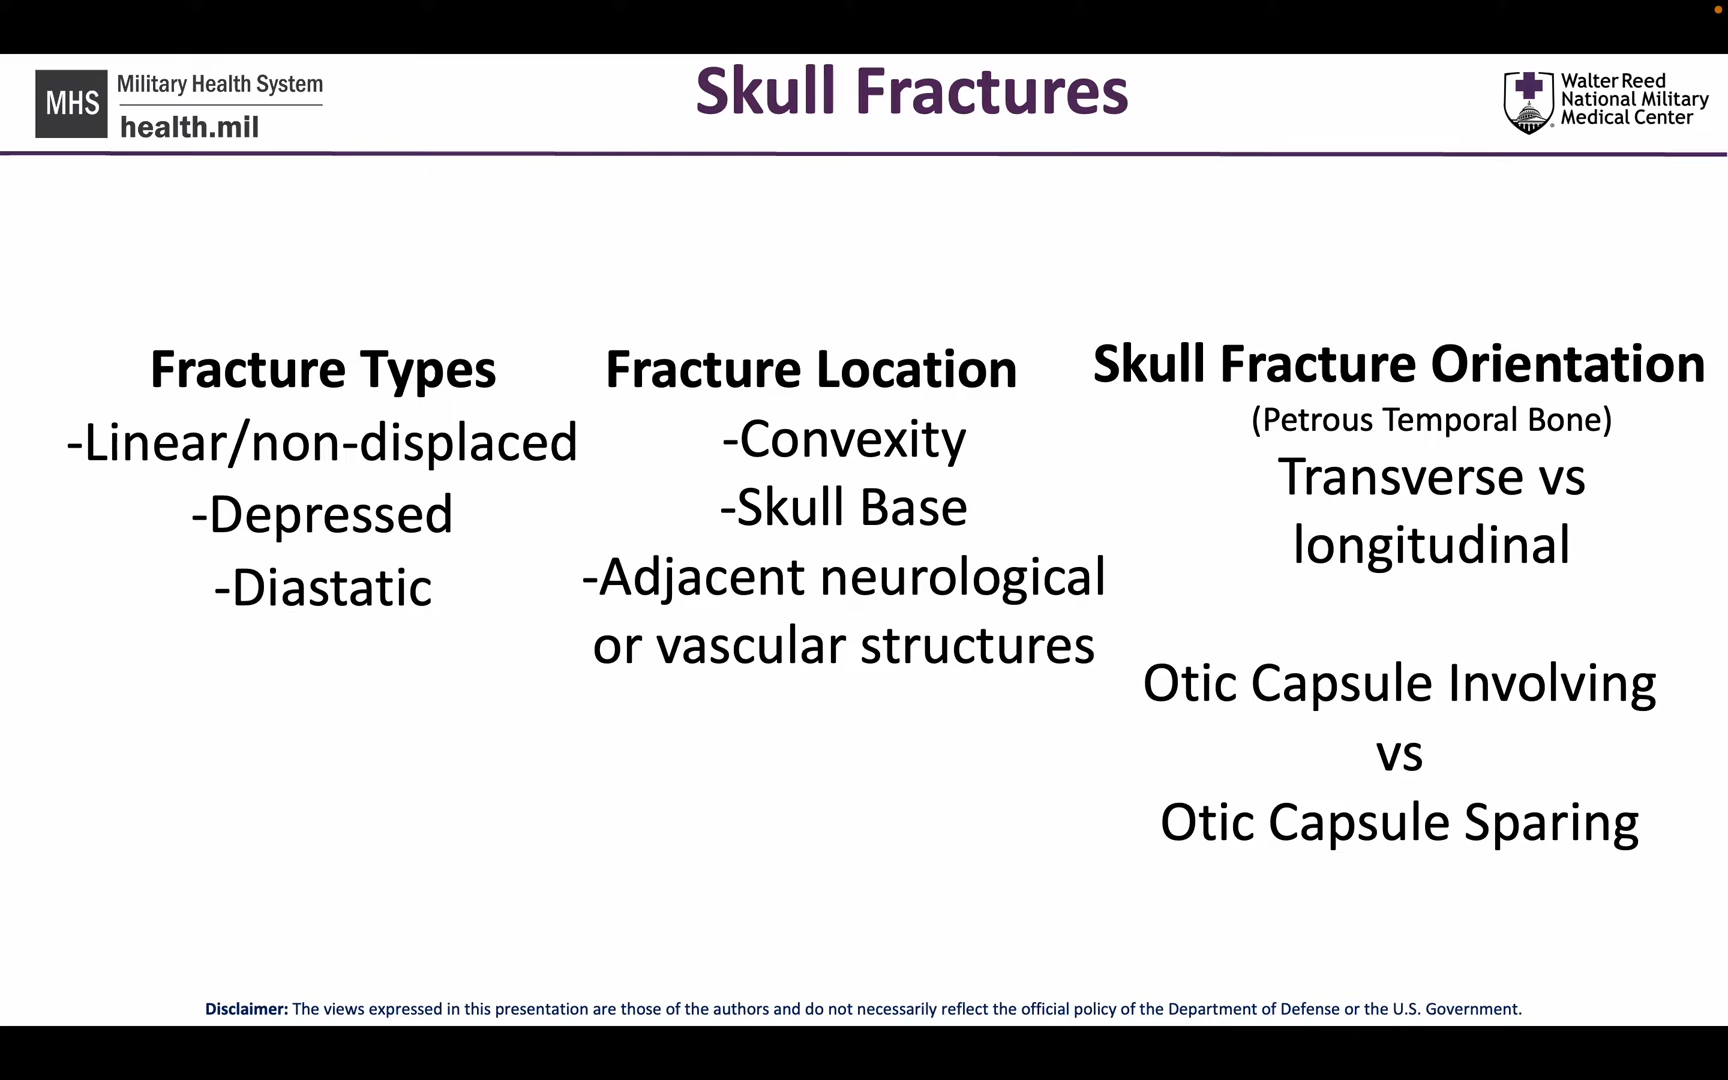 MHS
Military Health System
health.mil
Skull Fractures
Walter Reed
National Military
Medical Center
Fracture Types
-Linear/non-displaced
-Depressed
-Diastatic
Fracture Location
-Convexity
-Skull Base
-Adjacent neurological
or vascular structures
Skull Fracture Orientation
(Petrous Temporal Bone)
Transverse vs
longitudinal
Otic Capsule Involving
vs
Otic Capsule Sparing
Disclaimer: The views expressed in this presentation are those of the authors and do not necessarily reflect the official policy of the Department of Defense or the U.S. Government.